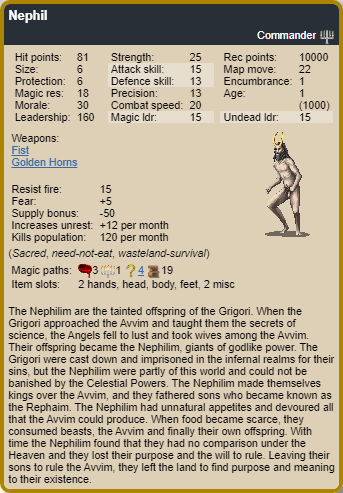 Nephil
Commander
Hit points: 81 Strength: 25 Rec points: 10000
Size: 6 Attack skill: 15 Map move: 22
Protection: 6 Defence skill: 13 Encumbrance: 1
Magic res: 18 Precision: 13 Age: 1
Morale: 30 Combat speed: 20 (1000)
Leadership: 160 Magic ldr: 15 Undead ldr: 15
Weapons:
Fist
Golden Horns
Resist fire: 15
Fear: +5
Supply bonus: -50
Increases unrest: +12 per month
Kills population: 120 per month
(Sacred, need-not-eat, wasteland-survival)
Magic paths: 3 1 ? 4 19
Item slots: 2 hands, head, body, feet, 2 misc
The Nephilim are the tainted offspring of the Grigori. When the
Grigori approached the Avvim and taught them the secrets of
science, the Angels fell to lust and took wives among the Avvim.
Their offspring became the Nephilim, giants of godlike power. The
Grigori were cast down and imprisoned in the infernal realms for their
sins, but the Nephilim were partly of this world and could not be
banished by the Celestial Powers. The Nephilim made themselves
kings over the Avvim, and they fathered sons who became known as
the Rephaim. The Nephilim had unnatural appetites and devoured all
that the Avvim could produce. When food became scarce, they
consumed beasts, the Avvim and finally their own offspring. With
time the Nephilim found that they had no comparison under the
Heaven and they lost their purpose and the will to rule. Leaving their
sons to rule the Avvim, they left the land to find purpose and meaning
to their existence.